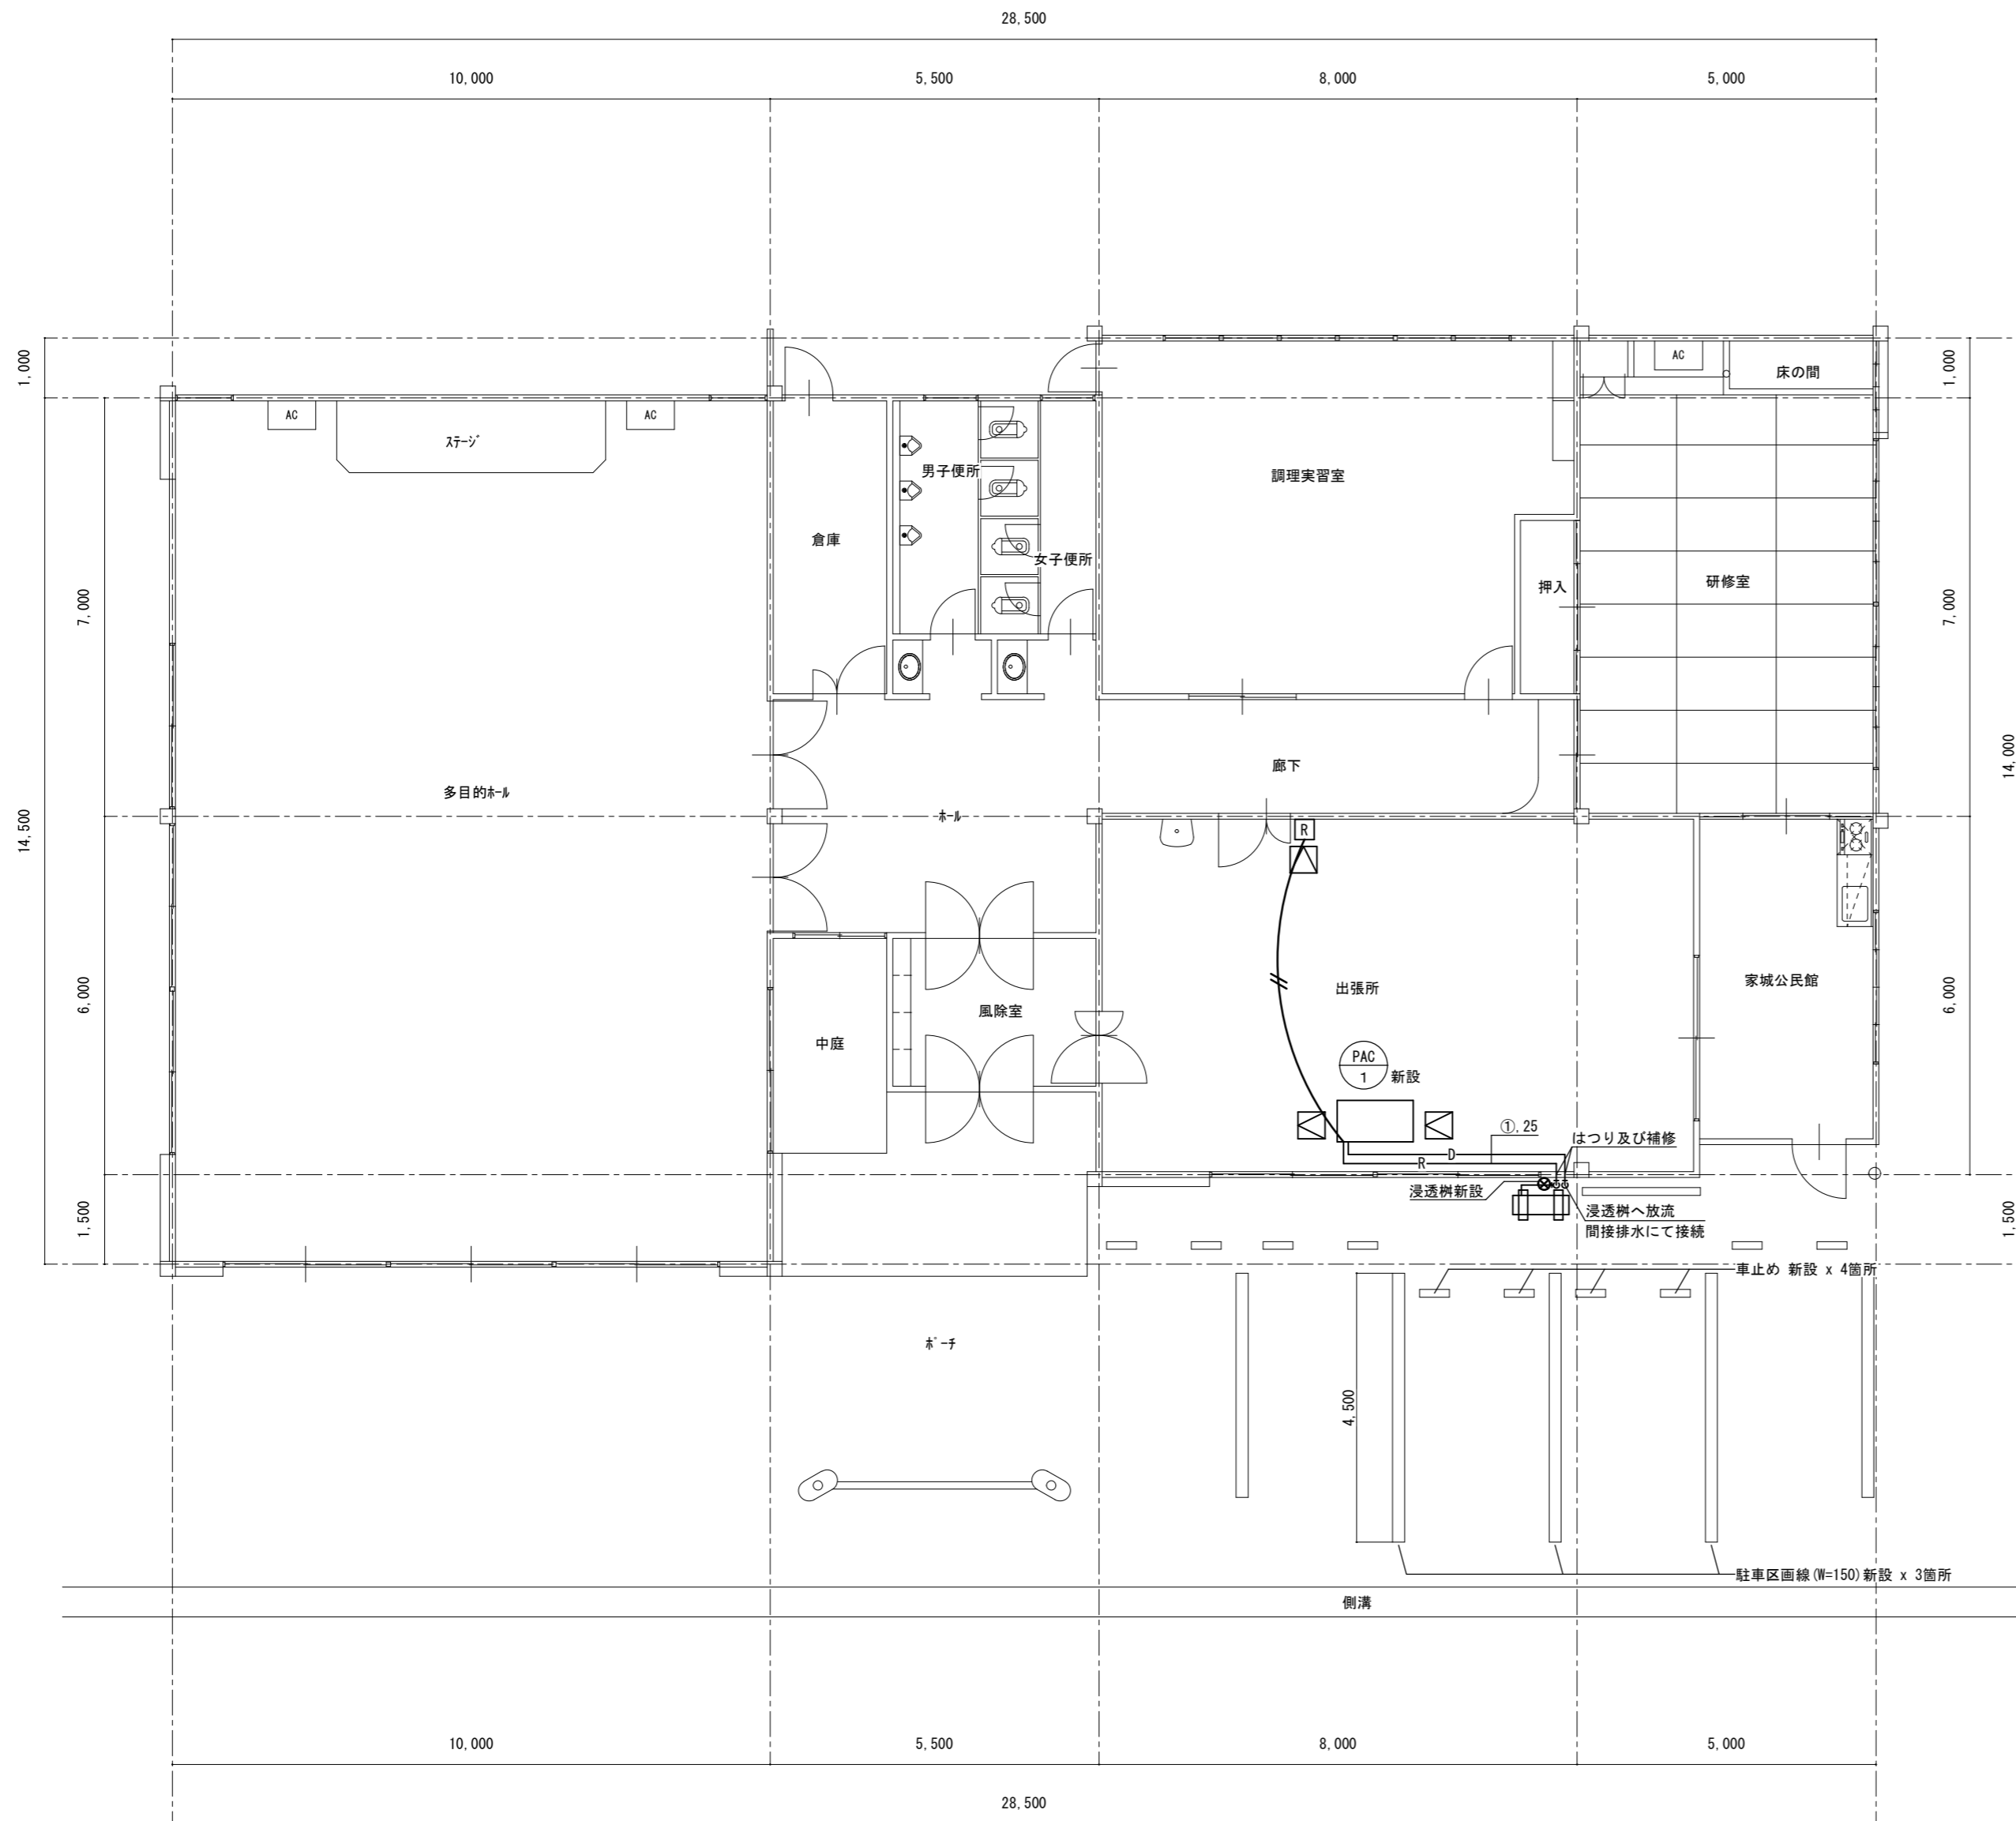 28,500
10,000
5,500
8,000
5,000
1,000
1,000
AC
床の間
AC
ステージ
AC
男子便所
調理実習室
倉庫
女子便所
研修室
押入
7,000
7,000
14,000
廊下
多目的ホール
ホール
14,500
R
家城公民館
出張所
6,000
6,000
風除室
中庭
PAC
1
新設
①,25
はつり及び補修
D
R
浸透桝新設
浸透桝へ放流
間接排水にて接続
1,500
1,500
車止め 新設 x 4箇所
ポーチ
4,500
駐車区画線(W=150)新設 x 3箇所
側溝
10,000
5,500
8,000
5,000
28,500